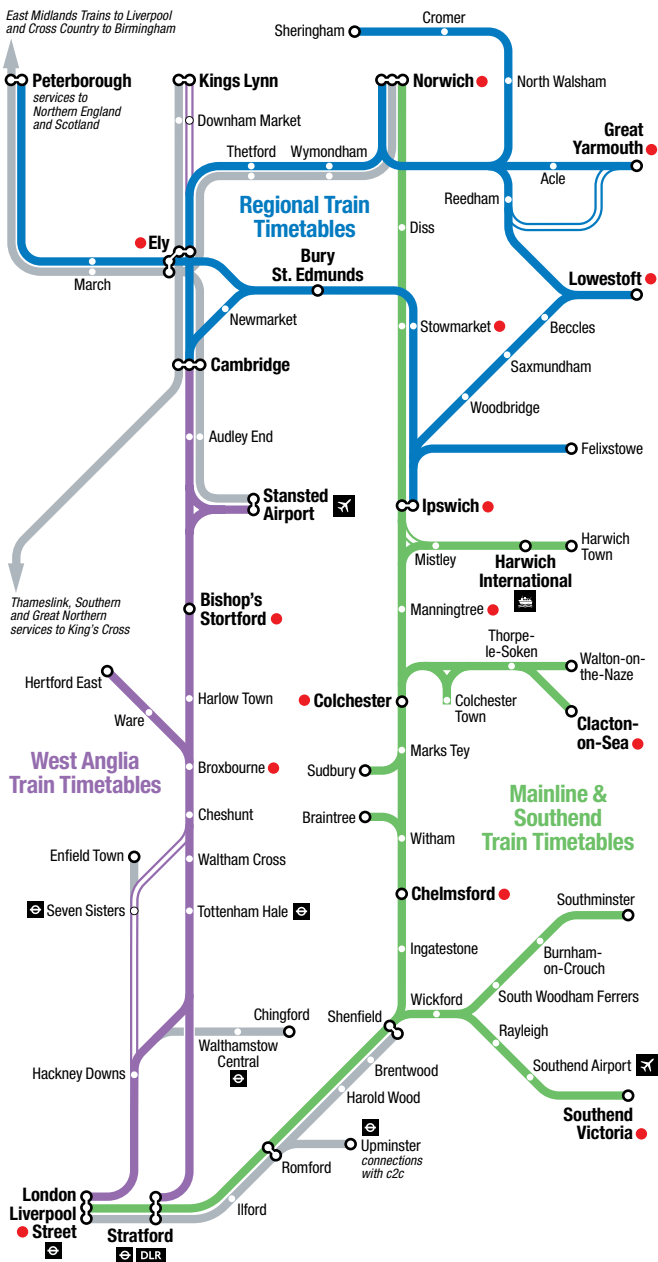 East Midlands Trains to Liverpool
and Cross Country to Birmingham
Cromer
Sheringham
Peterborough
services to
Northern England
and Scotland
Kings Lynn
Norwich
North Walsham
Downham Market
Great
Yarmouth
Thetford
Wymondham
Acle
Reedham
Regional Train
Timetables
Diss
Ely
Bury
St. Edmunds
March
Lowestoft
Newmarket
Stowmarket
Beccles
Saxmundham
Cambridge
Woodbridge
Audley End
Felixstowe
Stansted
Airport
Ipswich
Harwich
Town
Mistley
Harwich
International
Thameslink, Southern
and Great Northern
services to King's Cross
Bishop's
Stortford
Manningtree
Thorpe-
le-Soken
Walton-on-
the-Naze
Hertford East
Harlow Town
Colchester
Colchester
Town
Ware
Clacton-
on-Sea
West Anglia
Train Timetables
Broxbourne
Marks Tey
Sudbury
Mainline &
Southend
Train Timetables
Cheshunt
Braintree
Witham
Enfield Town
Waltham Cross
Chelmsford
Southminster
Seven Sisters
Tottenham Hale
Ingatestone
Burnham-
on-Crouch
South Woodham Ferrers
Wickford
Chingford
Shenfield
Rayleigh
Walthamstow
Central
Southend Airport
Hackney Downs
Brentwood
Harold Wood
Southend
Victoria
Upminster
connections
with c2c
Romford
Ilford
London
Liverpool
Street
Stratford
DLR